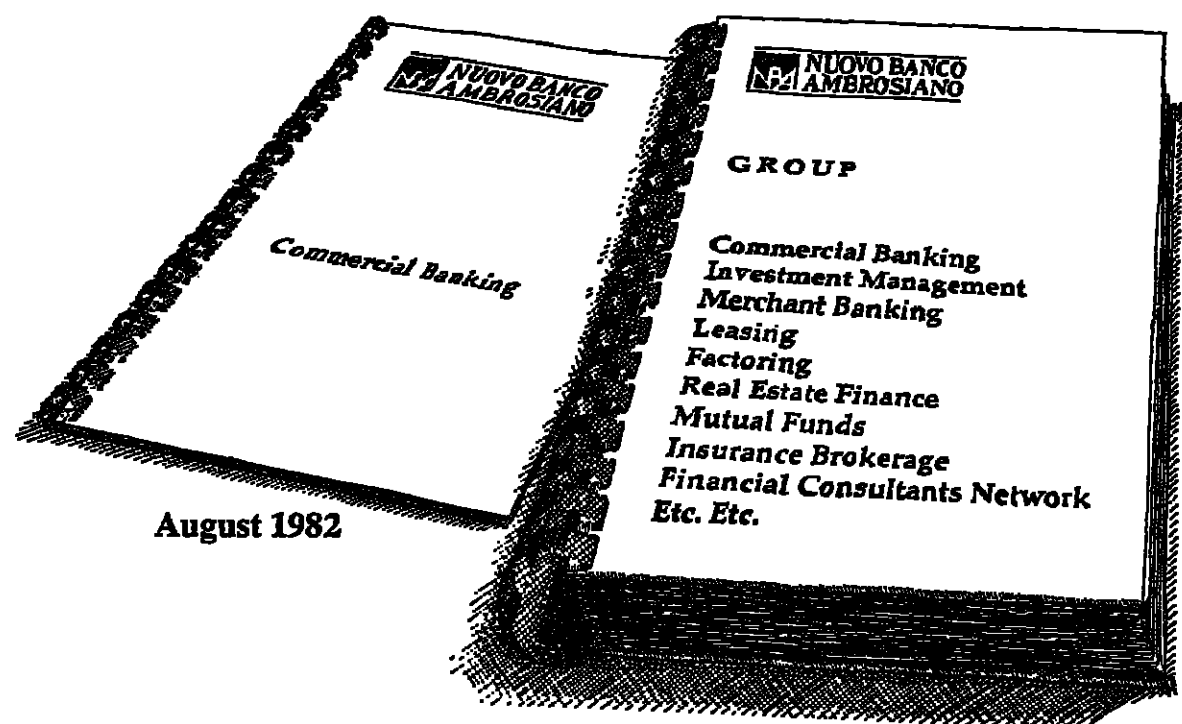 NUOVO BANCO
AMBROSIANO
Commercial Banking
August 1982
NUOVO BANCO
AMBROSIANO
GROUP
Commercial Banking
Investment Management
Merchant Banking
Leasing
Factoring
Real Estate Finance
Mutual Funds
Insurance Brokerage
Financial Consultants Network
Etc. Etc.